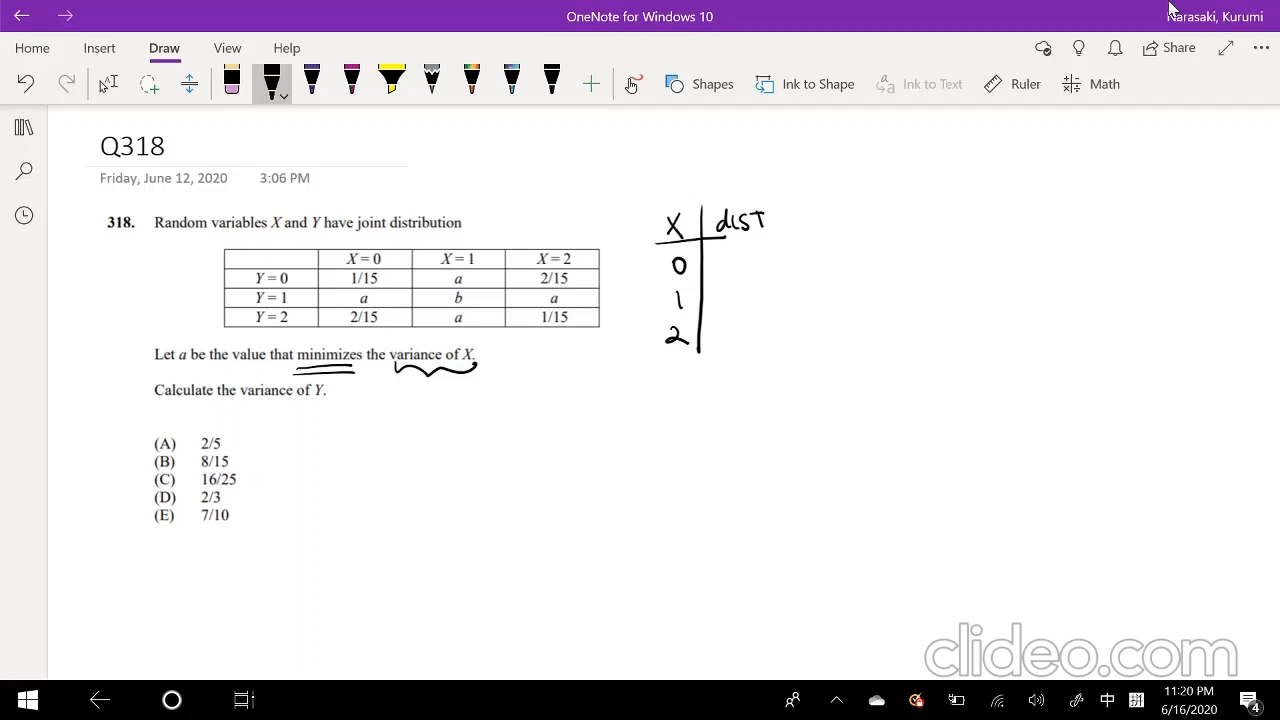 OneNote for Windows 10
Narasaki, Kurumi
Home Insert Draw View Help
Share
Shapes Ink to Shape Ink to Text Ruler Math
Q318
Friday, June 12, 2020 3:06 PM
318. Random variables X and Y have joint distribution
X = 0 X = 1 X = 2
Y = 0 1/15 a 2/15
Y = 1 a b a
Y = 2 2/15 a 1/15
Let a be the value that minimizes the variance of X.
Calculate the variance of Y.
(A) 2/5
(B) 8/15
(C) 16/25
(D) 2/3
(E) 7/10
X dist
0
1
2
clideo.com
中 拼
11:20 PM
6/16/2020
4